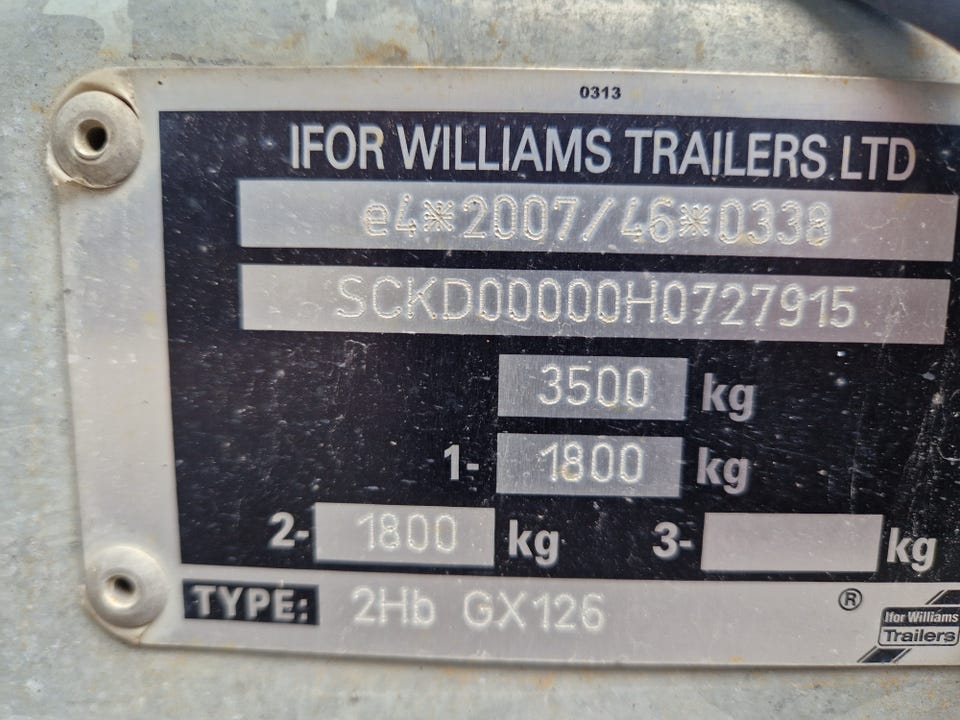 0313
IFOR WILLIAMS TRAILERS LTD
e4*2007/46*0338
SCKD00000H0727915
3500 kg
1- 1800 kg
2- 1800 kg 3- kg
TYPE: 2Hb GX126 ®
Ifor Williams
Trailers